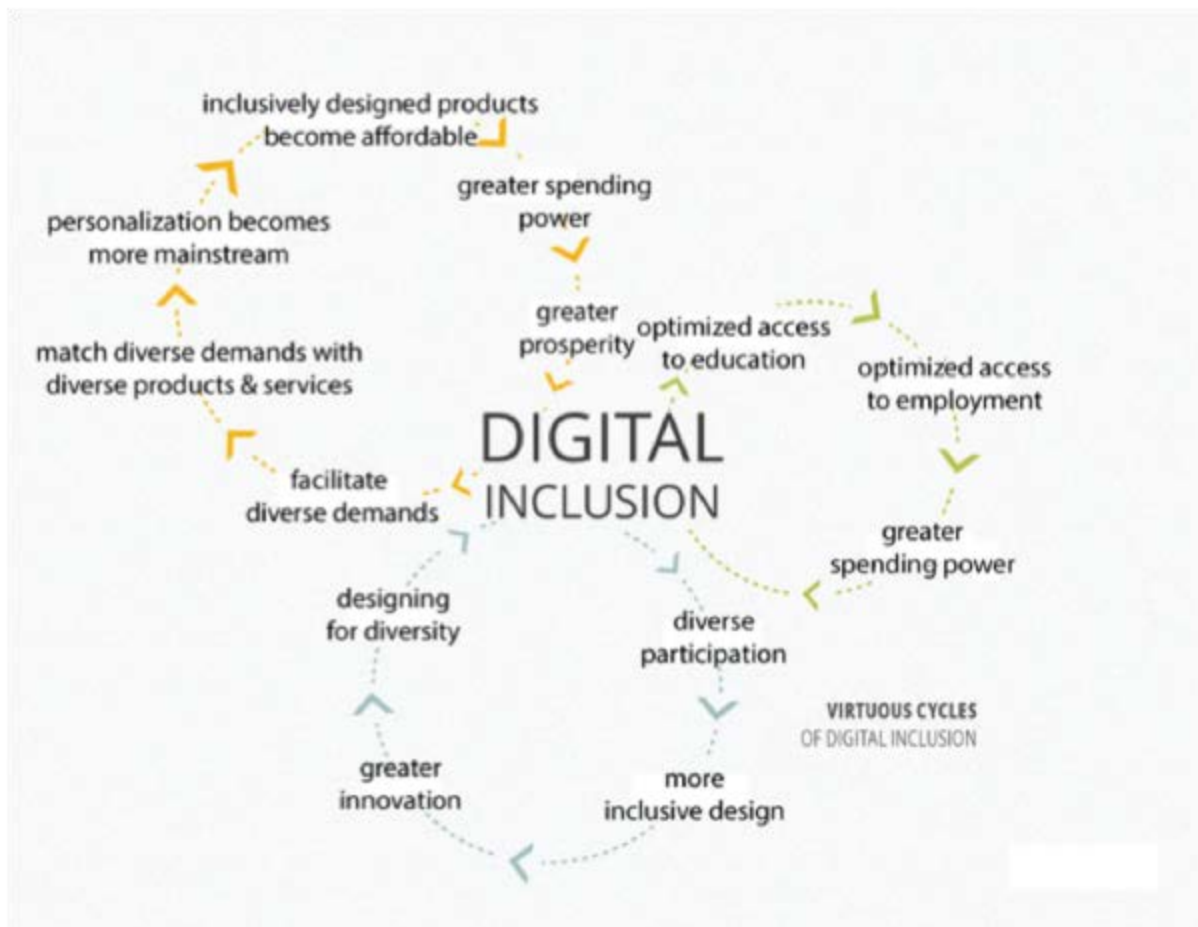 inclusively designed products
become affordable
greater spending
power
personalization becomes
more mainstream
greater
prosperity
optimized access
to education
match diverse demands with
diverse products & services
optimized access
to employment
DIGITAL
INCLUSION
facilitate
diverse demands
greater
spending power
designing
for diversity
diverse
participation
VIRTUOUS CYCLES
OF DIGITAL INCLUSION
greater
innovation
more
inclusive design